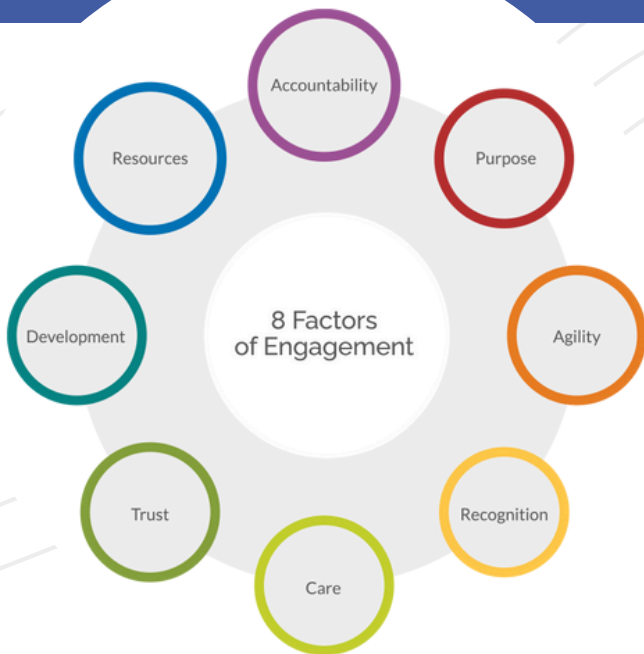 Accountability
Purpose
Agility
Recognition
Care
Trust
Development
Resources
8 Factors
of Engagement